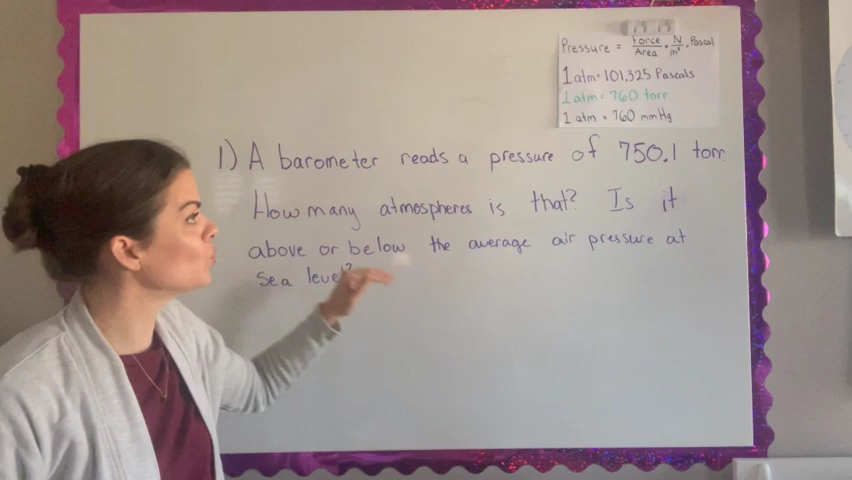 Pressure = Force/Area = N/m² = Pascal
1 atm = 101,325 Pascals
1 atm = 760 torr
1 atm = 760 mmHg
1.) A barometer reads a pressure of 750.1 torr.
How many atmospheres is that? Is it
above or below the average air pressure at
sea level?